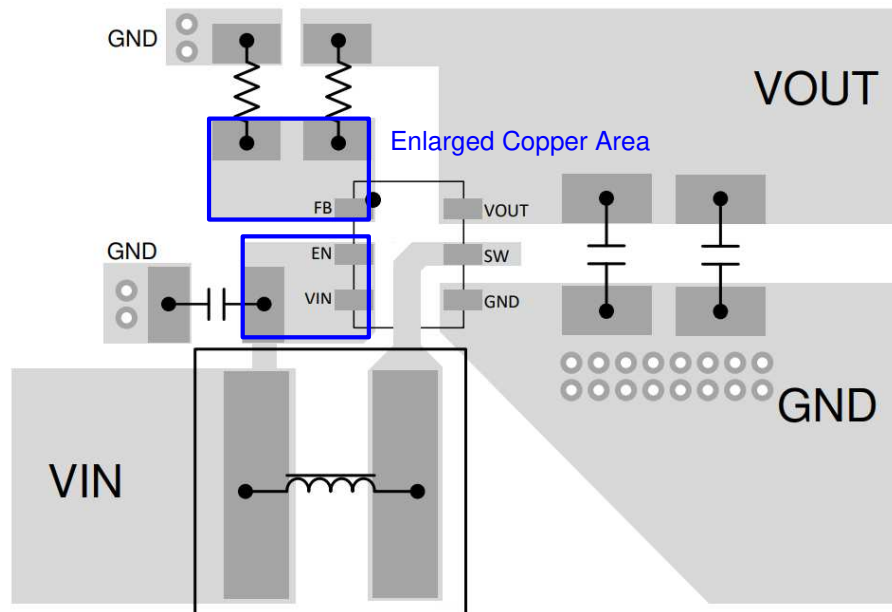 GND
VOUT
Enlarged Copper Area
FB
VOUT
GND
EN
SW
VIN
GND
GND
VIN